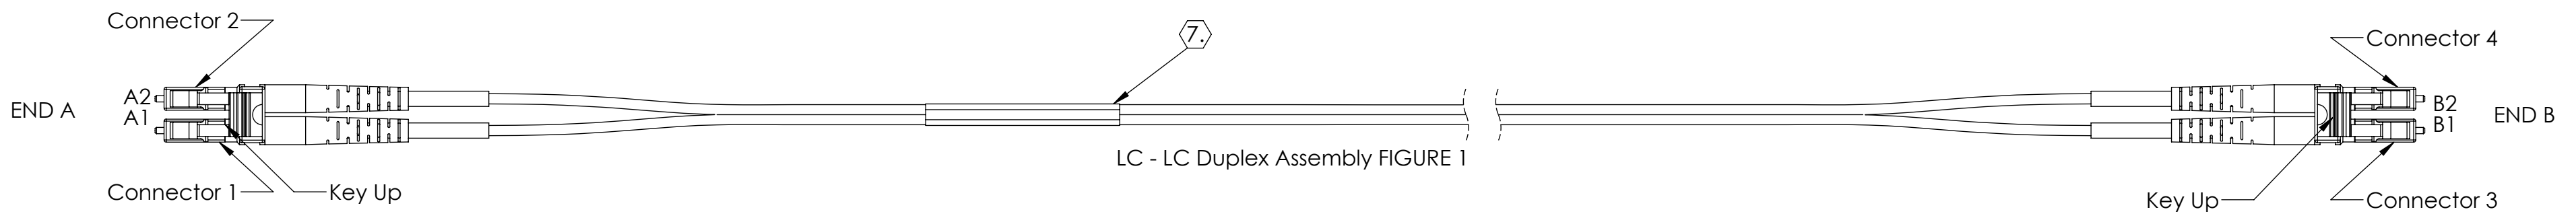 Connector 2
7.
Connector 4
END A
A2
A1
B2
B1
END B
LC - LC Duplex Assembly FIGURE 1
Connector 1
Key Up
Key Up
Connector 3